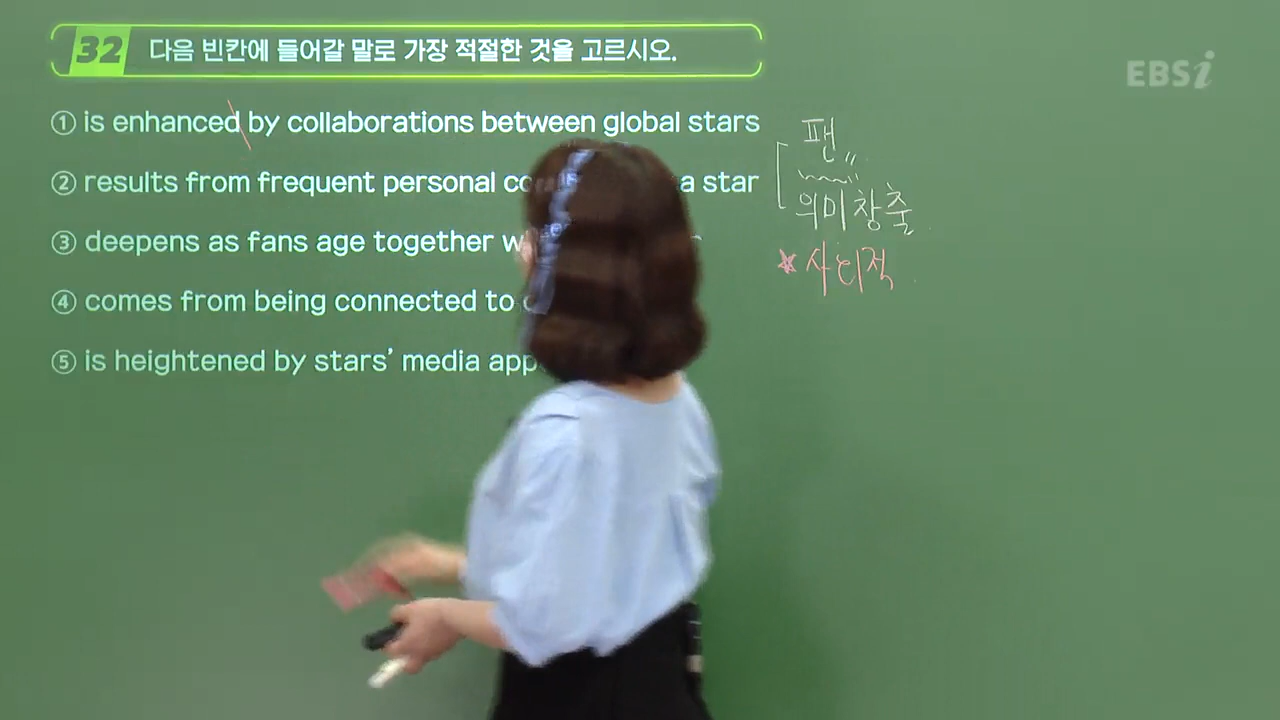 32 다음 빈칸에 들어갈 말로 가장 적절한 것을 고르시오.
EBSi
① is enhanced by collaborations between global stars
② results from frequent personal co a star
③ deepens as fans age together w
④ comes from being connected to
⑤ is heightened by stars' media app
팬
의미창출
사회적